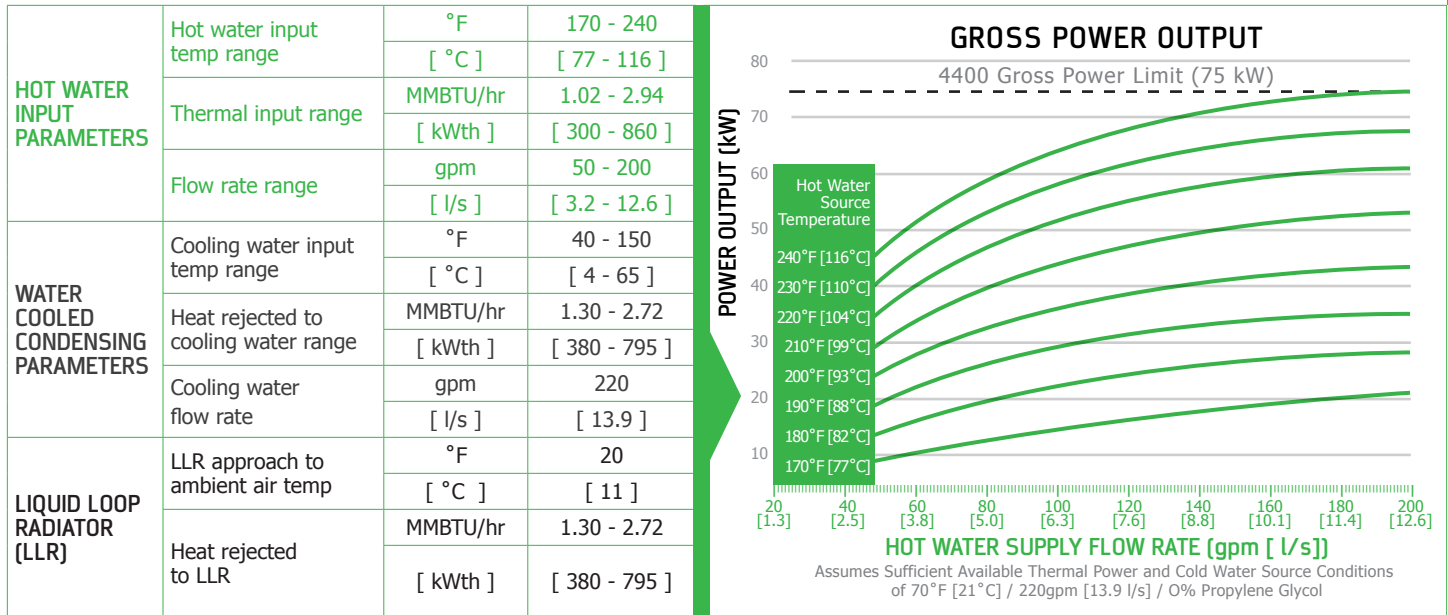 HOT WATER
INPUT
PARAMETERS
Hot water input
temp range
°F
170 - 240
[ °C ]
[ 77 - 116 ]
Thermal input range
MMBTU/hr
1.02 - 2.94
[ kWth ]
[ 300 - 860 ]
Flow rate range
gpm
50 - 200
[ l/s ]
[ 3.2 - 12.6 ]
WATER
COOLED
CONDENSING
PARAMETERS
Cooling water input
temp range
°F
40 - 150
[ °C ]
[ 4 - 65 ]
Heat rejected to
cooling water range
MMBTU/hr
1.30 - 2.72
[ kWth ]
[ 380 - 795 ]
Cooling water
flow rate
gpm
220
[ l/s ]
[ 13.9 ]
LIQUID LOOP
RADIATOR
(LLR)
LLR approach to
ambient air temp
°F
20
[ °C ]
[ 11 ]
Heat rejected
to LLR
MMBTU/hr
1.30 - 2.72
[ kWth ]
[ 380 - 795 ]
GROSS POWER OUTPUT
4400 Gross Power Limit (75 kW)
POWER OUTPUT (kW)
80
70
60
50
40
30
20
10
Hot Water
Source
Temperature
240°F [116°C]
230°F [110°C]
220°F [104°C]
210°F [99°C]
200°F [93°C]
190°F [88°C]
180°F [82°C]
170°F [77°C]
20 40 60 80 100 120 140 160 180 200
[1.3] [2.5] [3.8] [5.0] [6.3] [7.6] [8.8] [10.1] [11.4] [12.6]
HOT WATER SUPPLY FLOW RATE (gpm [ l/s])
Assumes Sufficient Available Thermal Power and Cold Water Source Conditions
of 70°F [21°C] / 220gpm [13.9 l/s] / O% Propylene Glycol